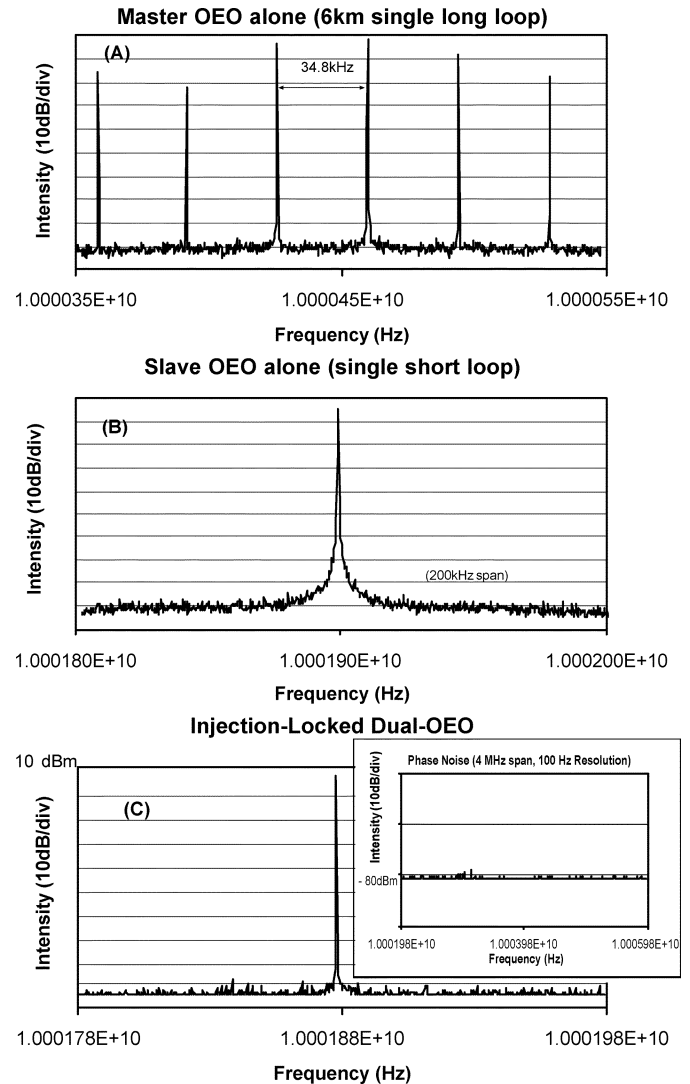 Master OEO alone (6km single long loop)
(A)
34.8kHz
Intensity (10dB/div)
1.000035E+10 1.000045E+10 1.000055E+10
Frequency (Hz)
Slave OEO alone (single short loop)
(B)
Intensity (10dB/div)
(200kHz span)
1.000180E+10 1.000190E+10 1.000200E+10
Frequency (Hz)
Injection-Locked Dual-OEO
10 dBm
(C)
Intensity (10dB/div)
Phase Noise (4 MHz span, 100 Hz Resolution)
Intensity (10dB/div)
- 80dBm
1.000198E+10 1.000398E+10 1.000598E+10
Frequency (Hz)
1.000178E+10 1.000188E+10 1.000198E+10
Frequency (Hz)